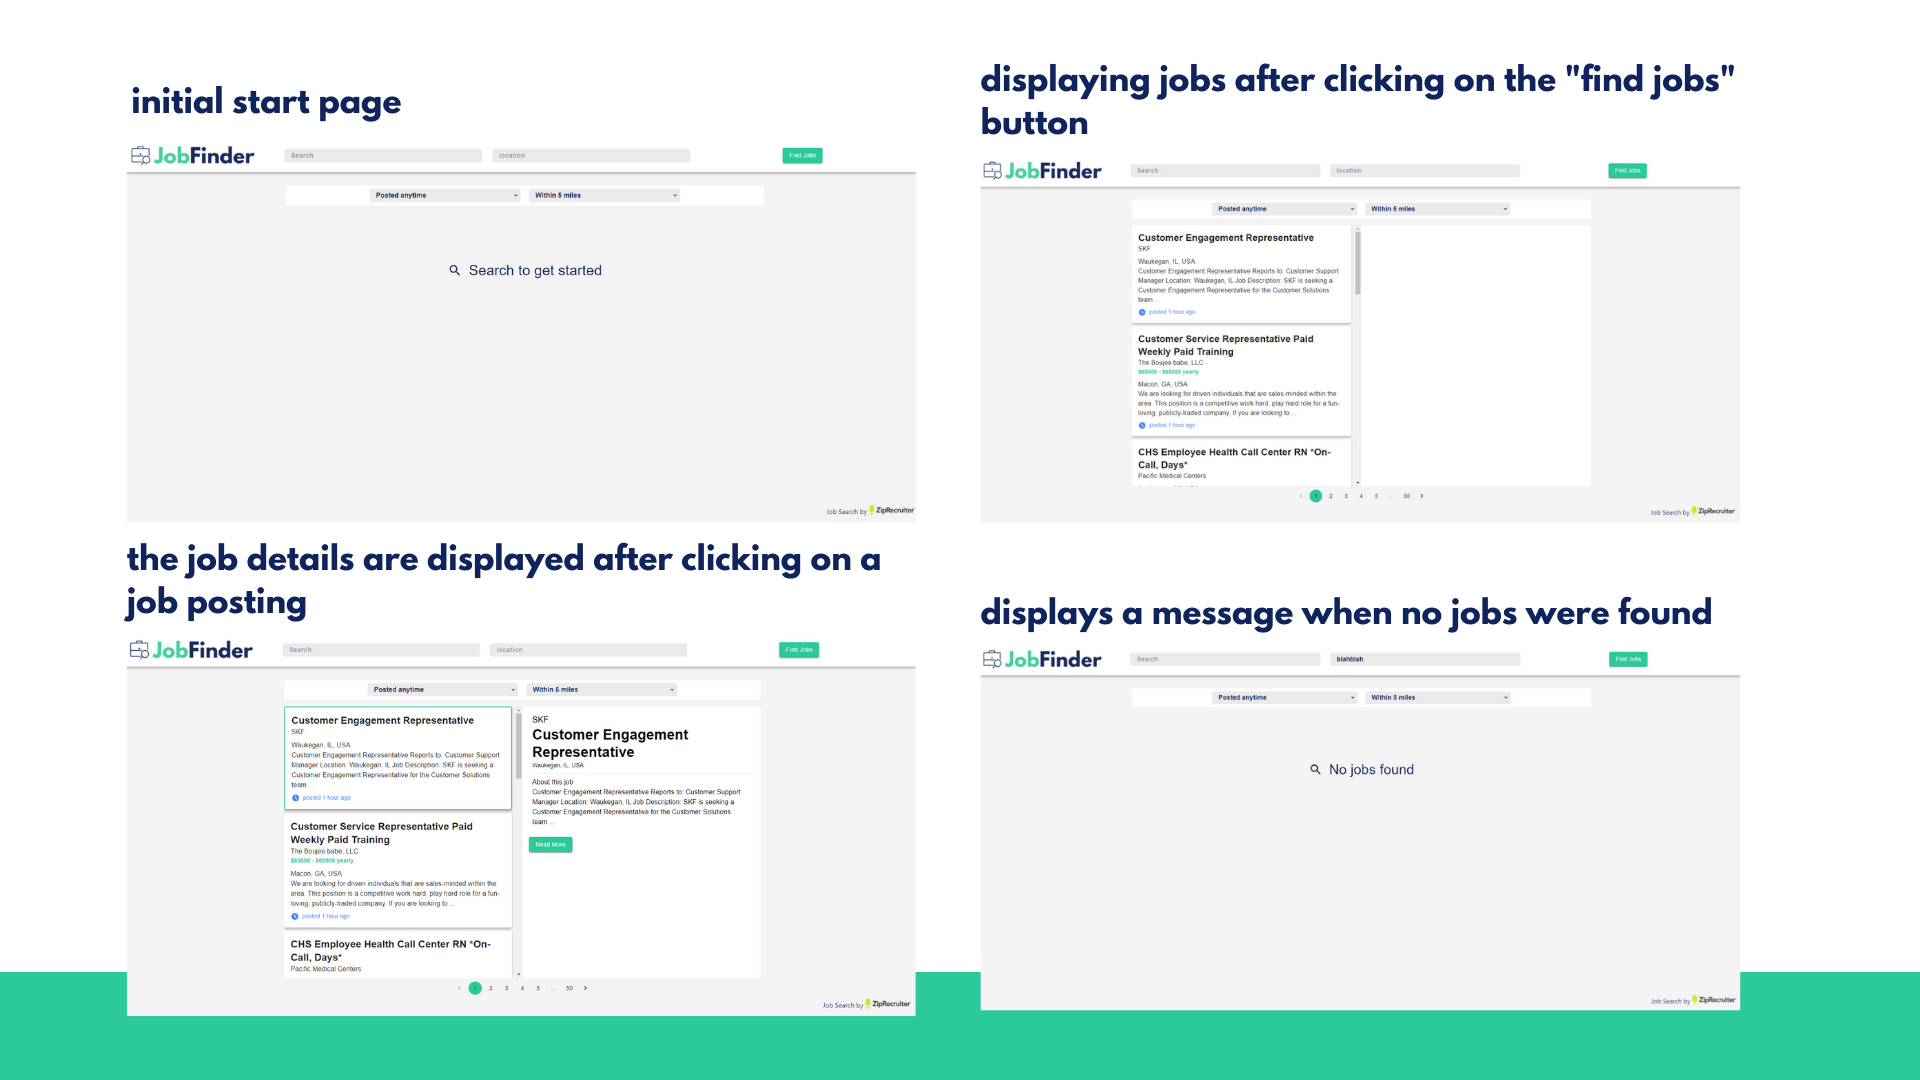 initial start page
JobFinder
Search
location
Find Jobs
Posted anytime
Within 5 miles
Search to get started
Job Search by ZipRecruiter
displaying jobs after clicking on the "find jobs"
button
JobFinder
Search
location
Find Jobs
Posted anytime
Within 5 miles
Customer Engagement Representative
SKF
Waukegan, IL, USA
Customer Engagement Representative Reports to: Customer Support
Manager Location: Waukegan, IL Job Description: SKF is seeking a
Customer Engagement Representative for the Customer Solutions
team ...
posted 1 hour ago
Customer Service Representative Paid
Weekly Paid Training
The Boujee babe, LLC
$65000 - $65000 yearly
Macon, GA, USA
We are looking for driven individuals that are sales-minded within the
area. This position is a competitive work hard, play hard role for a fun-
loving, publicly-traded company. If you are looking to ...
posted 1 hour ago
CHS Employee Health Call Center RN *On-
Call, Days*
Pacific Medical Centers
1 2 3 4 5 ... 50
Job Search by ZipRecruiter
the job details are displayed after clicking on a
job posting
JobFinder
Search
location
Find Jobs
Posted anytime
Within 5 miles
Customer Engagement Representative
SKF
Waukegan, IL, USA
Customer Engagement Representative Reports to: Customer Support
Manager Location: Waukegan, IL Job Description: SKF is seeking a
Customer Engagement Representative for the Customer Solutions
team ...
posted 1 hour ago
Customer Service Representative Paid
Weekly Paid Training
The Boujee babe, LLC
$65000 - $65000 yearly
Macon, GA, USA
We are looking for driven individuals that are sales-minded within the
area. This position is a competitive work hard, play hard role for a fun-
loving, publicly-traded company. If you are looking to ...
posted 1 hour ago
CHS Employee Health Call Center RN *On-
Call, Days*
Pacific Medical Centers
SKF
Customer Engagement
Representative
Waukegan, IL, USA
About this job
Customer Engagement Representative Reports to: Customer Support
Manager Location: Waukegan, IL Job Description: SKF is seeking a
Customer Engagement Representative for the Customer Solutions
team ...
Read More
1 2 3 4 5 ... 50
Job Search by ZipRecruiter
displays a message when no jobs were found
JobFinder
Search
blahblah
Find Jobs
Posted anytime
Within 5 miles
No jobs found
Job Search by ZipRecruiter